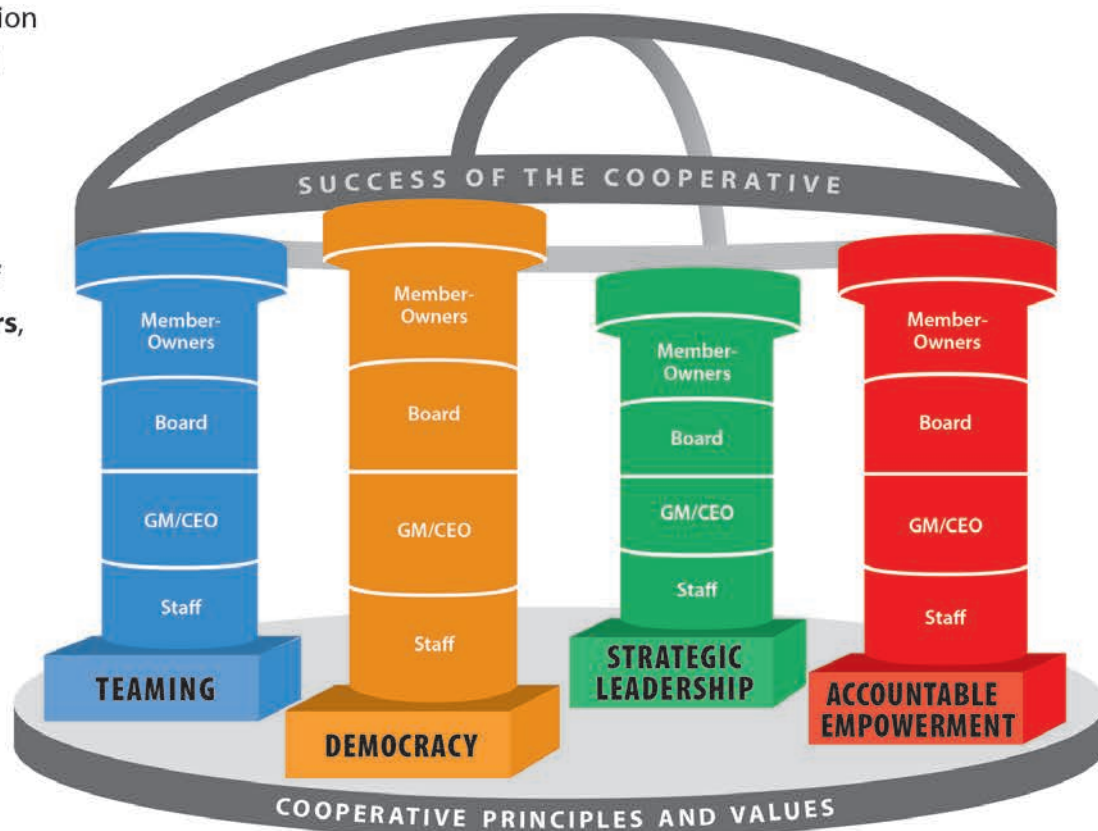 SUCCESS OF THE COOPERATIVE
rs,
Member-
Owners
Board
GM/CEO
Staff
TEAMING
Member-
Owners
Board
GM/CEO
Staff
DEMOCRACY
Member-
Owners
Board
GM/CEO
Staff
STRATEGIC
LEADERSHIP
Member-
Owners
Board
GM/CEO
Staff
ACCOUNTABLE
EMPOWERMENT
COOPERATIVE PRINCIPLES AND VALUES